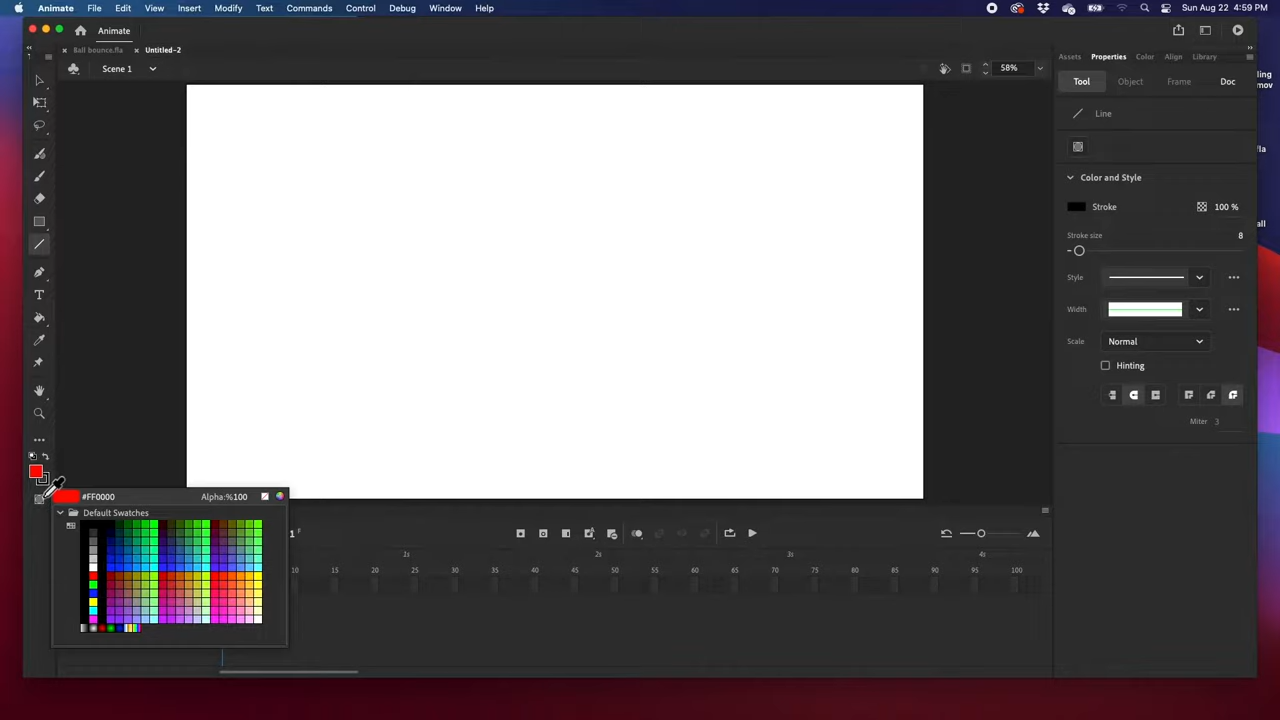 Animate File Edit View Insert Modify Text Commands Control Debug Window Help Sun Aug 22 4:59 PM
Animate
Ball bounce.fla Untitled-2
Scene 1 58%
Assets Properties Color Align Library
Tool Object Frame Doc
Line
Color and Style
Stroke 100 %
Stroke size 8
Style
Width
Scale Normal
Hinting
Miter 3
#FF0000 Alpha:%100
Default Swatches
1 F
1s 2s 3s 4s
10 15 20 25 30 35 40 45 50 55 60 65 70 75 80 85 90 95 100